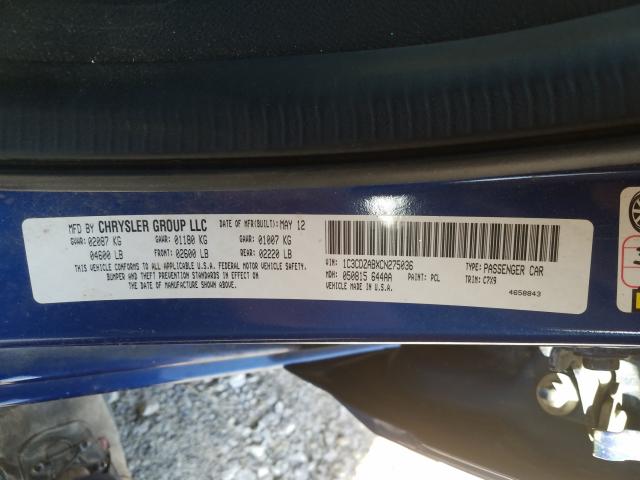 MFD BY CHRYSLER GROUP LLC DATE OF MFR(BUILT): MAY 12
GVWR: 02087 KG GAWR: 01180 KG GAWR: 01007 KG
04600 LB FRONT: 02600 LB REAR: 02220 LB
THIS VEHICLE CONFORMS TO ALL APPLICABLE U.S.A. FEDERAL MOTOR VEHICLE SAFETY,
BUMPER AND THEFT PREVENTION STANDARDS IN EFFECT
ON THE DATE OF MANUFACTURE SHOWN ABOVE.
VIN: 1C3CDZABXCN275036 TYPE: PASSENGER CAR
MDH: 050815 644AA PAINT: PCL TRIM: C7X9
VEHICLE MADE IN U.S.A. 4658843